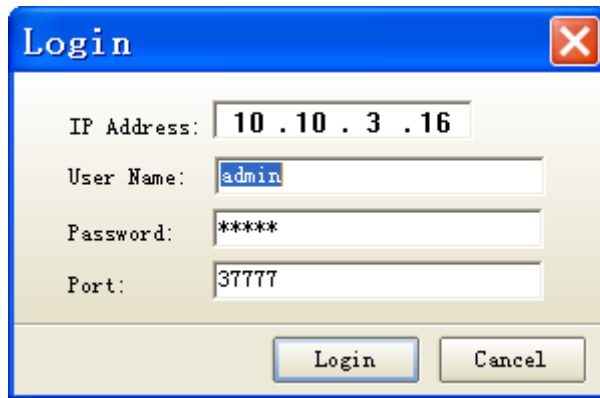 Login
IP Address: 10 . 10 . 3 . 16
User Name: admin
Password: *****
Port: 37777
Login Cancel